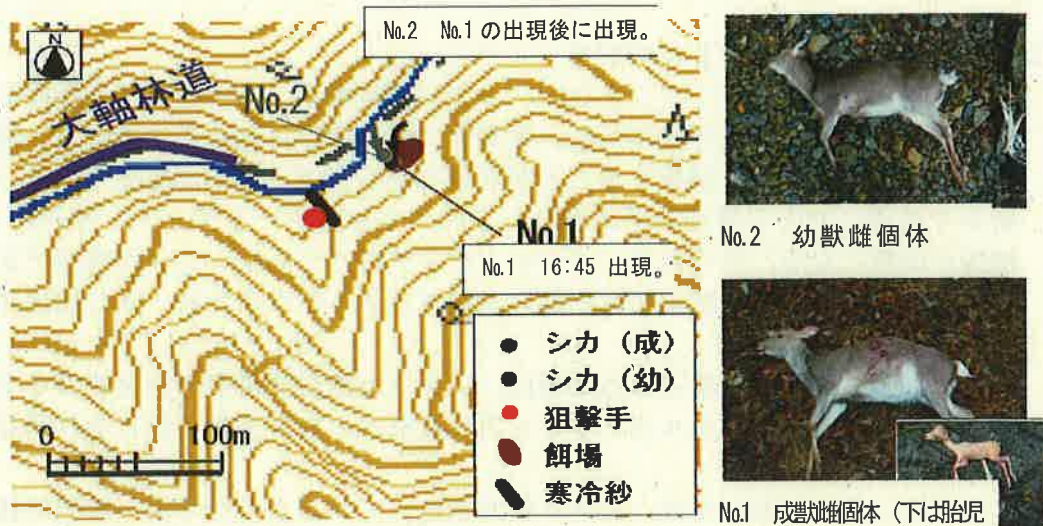 No.2 No.1の出現後に出現。
N
大軸林道
No.2
No.1
No.1 16:45 出現。
シカ（成）
シカ（幼）
狙撃手
餌場
寒冷紗
0 100m
No.2 幼獣雌個体
No.1 成獣雌個体（下は胎児